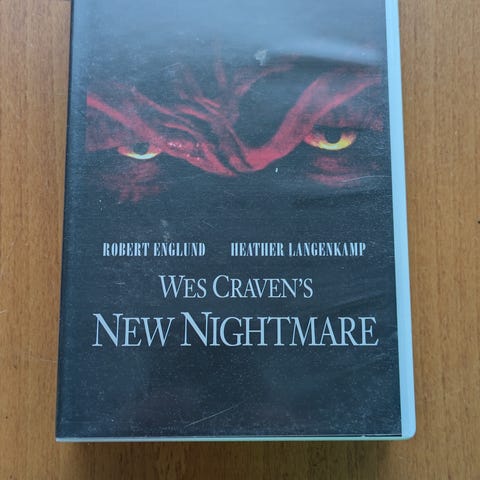 ROBERT ENGLUND HEATHER LANGENKAMP
WES CRAVEN'S
NEW NIGHTMARE